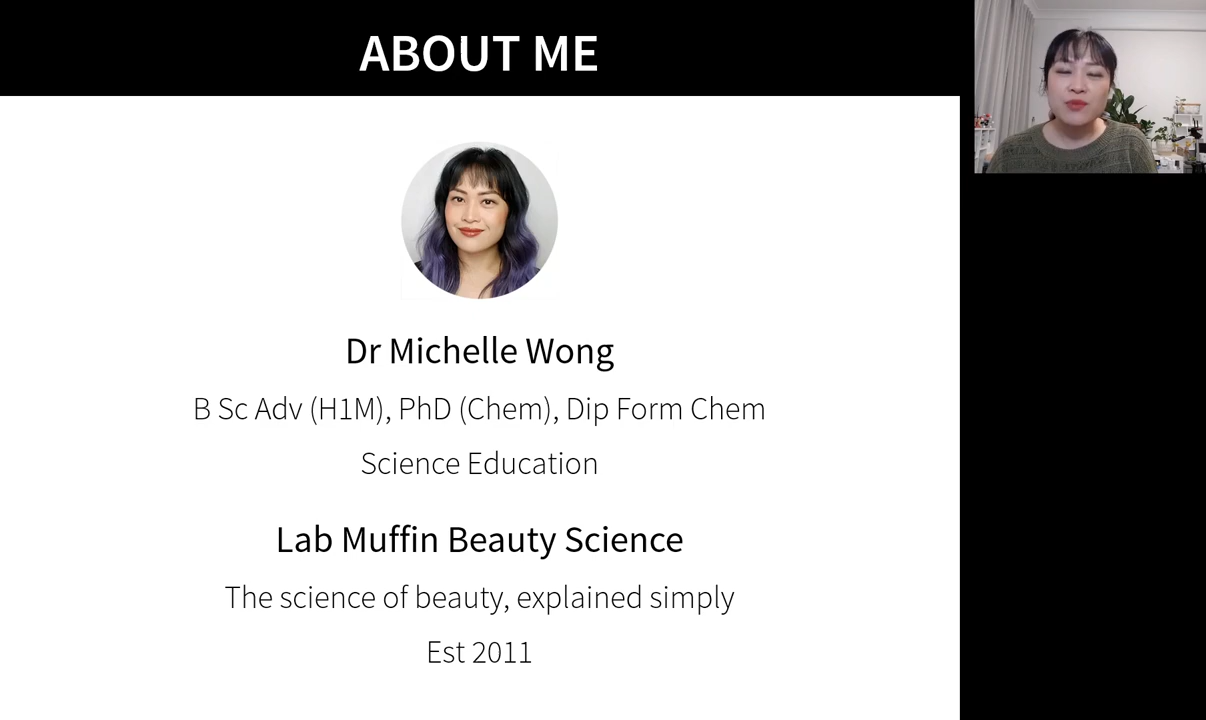 ABOUT ME
Dr Michelle Wong
B Sc Adv (H1M), PhD (Chem), Dip Form Chem
Science Education
Lab Muffin Beauty Science
The science of beauty, explained simply
Est 2011